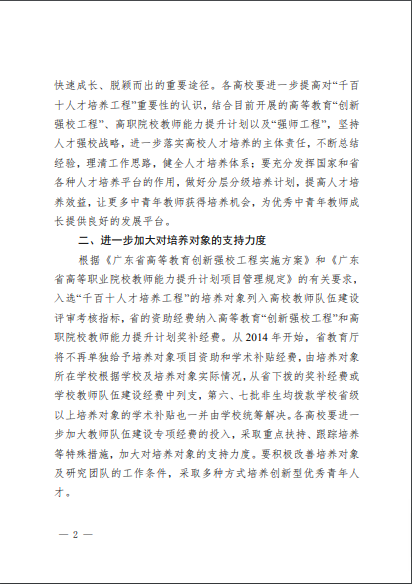 快速成长、脱颖而出的重要途径。各高校要进一步提高对“千百
十人才培养工程”重要性的认识，结合目前开展的高等教育“创新
强校工程”、高职院校教师能力提升计划以及“强师工程”，坚持
人才强校战略，进一步落实高校人才培养的主体责任，不断总结
经验，理清工作思路，健全人才培养体系；要充分发挥国家和省
各种人才培养平台的作用，做好分层分级培养计划，提高人才培
养效益，让更多中青年教师获得培养机会，为优秀中青年教师成
长提供良好的发展平台。
二、进一步加大对培养对象的支持力度
根据《广东省高等教育创新强校工程实施方案》和《广东
省高等职业院校教师能力提升计划项目管理规定》的有关要求，
入选“千百十人才培养工程”的培养对象列入高校教师队伍建设
评审考核指标，省的资助经费纳入高等教育“创新强校工程”和高
职院校教师能力提升计划奖补经费。从 2014 年开始，省教育厅
将不再单独给予培养对象项目资助和学术补贴经费，由培养对象
所在学校根据学校及培养对象实际情况，从省下拨的奖补经费或
学校教师队伍建设经费中列支，第六、七批非生均拨款学校省级
以上培养对象的学术补贴也一并由学校统筹解决。各高校要进一
步加大教师队伍建设专项经费的投入，采取重点扶持、跟踪培养
等特殊措施，加大对培养对象的支持力度。要积极改善培养对象
及研究团队的工作条件，采取多种方式培养创新型优秀青年人
才。
— 2 —